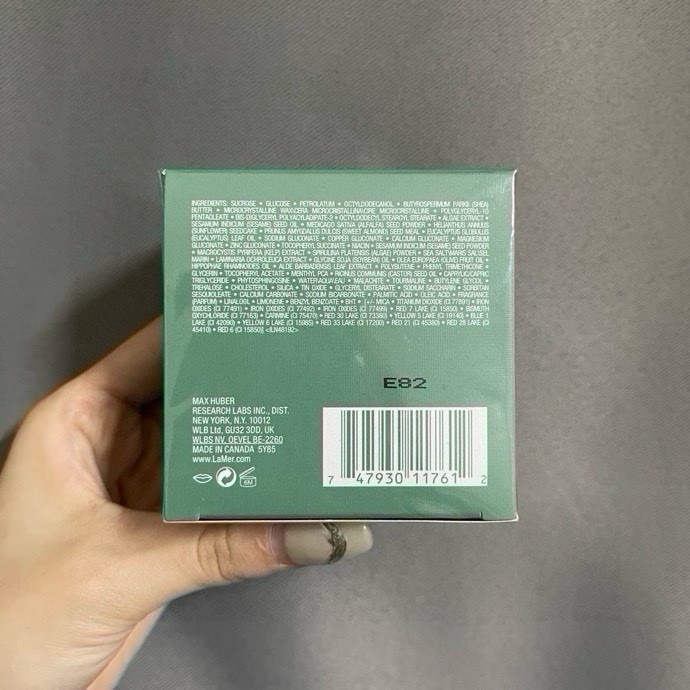 INGREDIENTS: SUCROSE • GLUCOSE • PETROLATUM • OCTYLDODECANOL • BUTYROSPERMUM PARKII (SHEA)
BUTTER • MICROCRYSTALLINE WAX\CERA MICROCRISTALLINA\CIRE MICROCRISTALLINE • POLYGLYCERYL-10
PENTAOLEATE • BIS-DIGLYCERYL POLYACYLADIPATE-2 • OCTYLDODECYL STEAROYL STEARATE • ALGAE EXTRACT •
SESAMUM INDICUM (SESAME) SEED OIL • MEDICAGO SATIVA (ALFALFA) SEED POWDER • HELIANTHUS ANNUUS
(SUNFLOWER) SEEDCAKE • PRUNUS AMYGDALUS DULCIS (SWEET ALMOND) SEED MEAL • EUCALYPTUS GLOBULUS
(EUCALYPTUS) LEAF OIL • SODIUM GLUCONATE • COPPER GLUCONATE • CALCIUM GLUCONATE • MAGNESIUM
GLUCONATE • ZINC GLUCONATE • TOCOPHERYL SUCCINATE • NIACIN • SESAMUM INDICUM (SESAME) SEED POWDER
• MACROCYSTIS PYRIFERA (KELP) EXTRACT • SPIRULINA PLATENSIS (ALGAE) POWDER • SEA SALT\MARIS SAL\SEL
MARIN • LAMINARIA OCHROLEUCA EXTRACT • GLYCINE SOJA (SOYBEAN) OIL • OLEA EUROPAEA (OLIVE) FRUIT OIL •
HIPPOPHAE RHAMNOIDES OIL • ALOE BARBADENSIS LEAF EXTRACT • POLYBUTENE • PHENYL TRIMETHICONE •
GLYCERIN • TOCOPHERYL ACETATE • MENTHYL PCA • RICINUS COMMUNIS (CASTOR) SEED OIL • CAPRYLIC/CAPRIC
TRIGLYCERIDE • PHYTOSPHINGOSINE • WATER\AQUA\EAU • MALACHITE • TOURMALINE • BUTYLENE GLYCOL •
TREHALOSE • CHOLESTEROL • SILICA • TIN OXIDE • GLYCERYL DISTEARATE • SODIUM SACCHARIN • SORBITAN
SESQUIOLEATE • CALCIUM CARBONATE • SODIUM BICARBONATE • PALMITIC ACID • OLEIC ACID • FRAGRANCE
(PARFUM) • LINALOOL • LIMONENE • BENZYL BENZOATE • BHT • [+/- MICA • TITANIUM DIOXIDE (CI 77891) • IRON
OXIDES (CI 77491) • IRON OXIDES (CI 77492) • IRON OXIDES (CI 77499) • RED 7 LAKE (CI 15850) • BISMUTH
OXYCHLORIDE (CI 77163) • CARMINE (CI 75470) • RED 30 LAKE (CI 73360) • YELLOW 5 LAKE (CI 19140) • BLUE 1
LAKE (CI 42090) • YELLOW 6 LAKE (CI 15985) • RED 33 LAKE (CI 17200) • RED 21 (CI 45380) • RED 28 LAKE (CI
45410) • RED 6 (CI 15850)] <ILN48192>
E82
MAX HUBER
RESEARCH LABS INC., DIST.
NEW YORK, N.Y. 10012
WLB Ltd, GU32 3DD, UK
WLBS NV, OEVEL BE-2260
MADE IN CANADA 5Y85
www.LaMer.com
6M
7 47930 11761 2